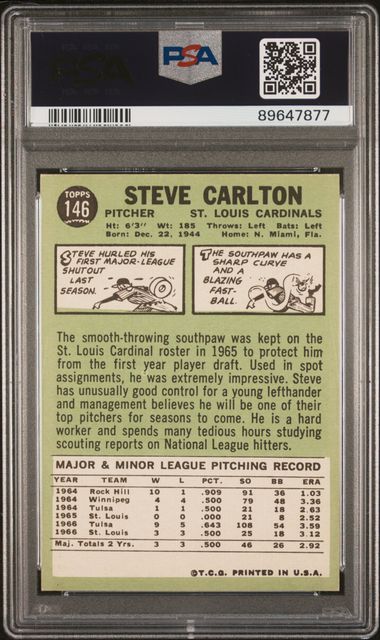 PSA
PSA
89647877
TOPPS
146
STEVE CARLTON
PITCHER ST. LOUIS CARDINALS
Ht: 6'3" Wt: 185 Throws: Left Bats: Left
Born: Dec. 22, 1944 Home: N. Miami, Fla.
STEVE HURLED HIS
FIRST MAJOR-LEAGUE
SHUTOUT
LAST
SEASON.
THE SOUTHPAW HAS A
SHARP CURVE
AND A
BLAZING
FAST-
BALL.
The smooth-throwing southpaw was kept on the
St. Louis Cardinal roster in 1965 to protect him
from the first year player draft. Used in spot
assignments, he was extremely impressive. Steve
has unusually good control for a young lefthander
and management believes he will be one of their
top pitchers for seasons to come. He is a hard
worker and spends many tedious hours studying
scouting reports on National League hitters.
MAJOR & MINOR LEAGUE PITCHING RECORD
YEAR TEAM W L PCT. SO BB ERA
1964 Rock Hill 10 1 .909 91 36 1.03
1964 Winnipeg 4 4 .500 79 48 3.36
1964 Tulsa 1 1 .500 21 18 2.63
1965 St. Louis 0 0 .000 21 8 2.52
1966 Tulsa 9 5 .643 108 54 3.59
1966 St. Louis 3 3 .500 25 18 3.12
Maj. Totals 2 Yrs. 3 3 .500 46 26 2.92
©T.C.G. PRINTED IN U.S.A.